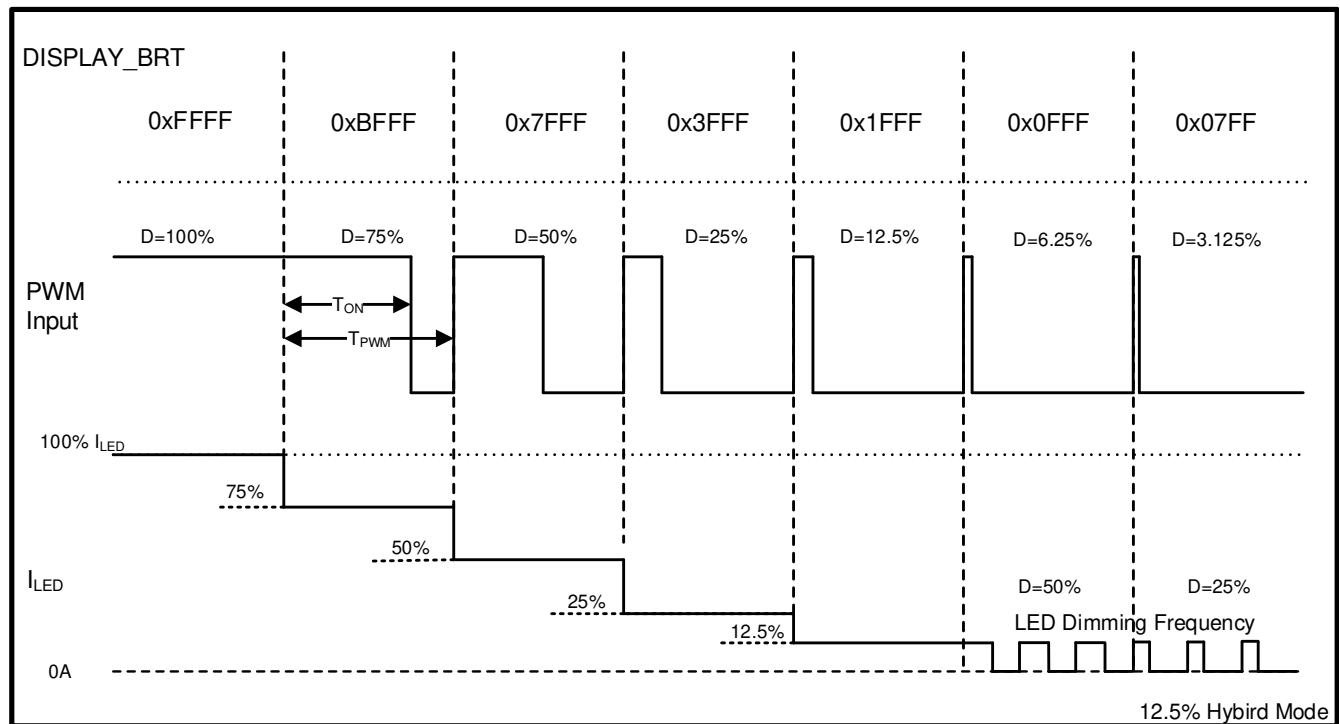 DISPLAY_BRT
0xFFFF 0xBFFF 0x7FFF 0x3FFF 0x1FFF 0x0FFF 0x07FF
D=100% D=75% D=50% D=25% D=12.5% D=6.25% D=3.125%
PWM
Input
TON
TPWM
100% ILED
75%
50%
ILED
25%
12.5%
D=50% D=25%
LED Dimming Frequency
0A
12.5% Hybird Mode